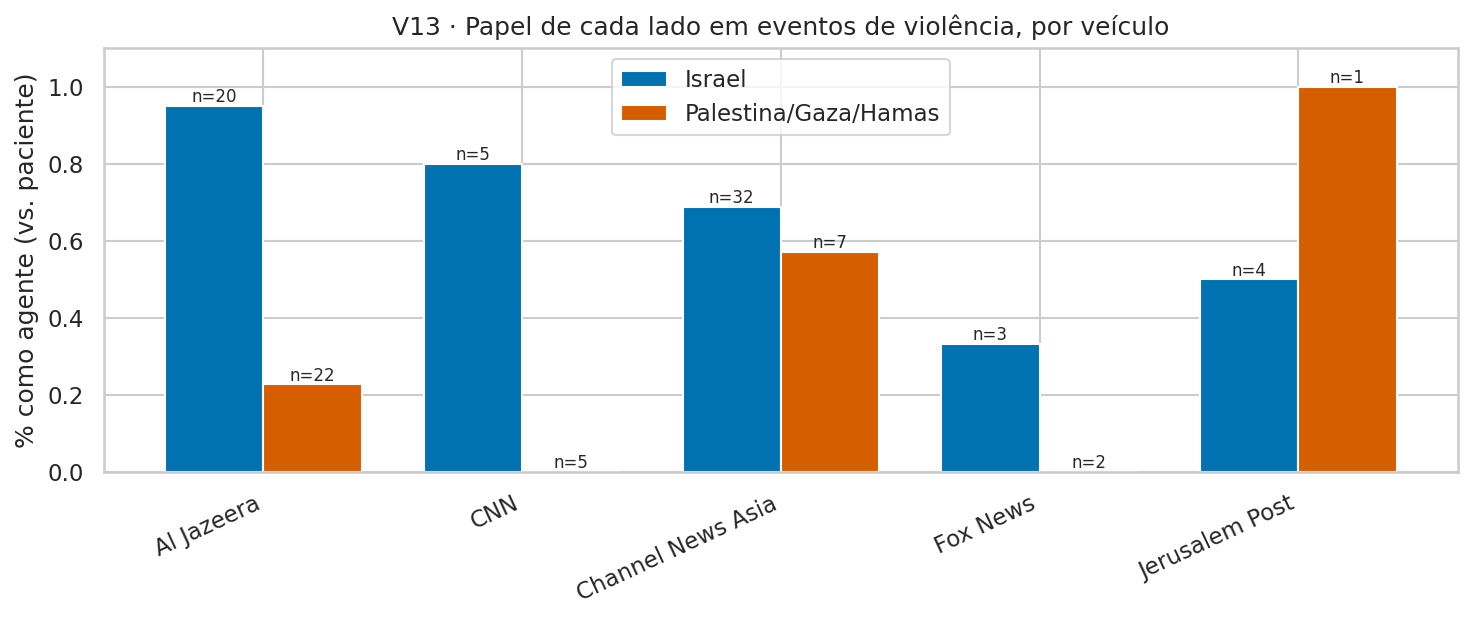 V13 · Papel de cada lado em eventos de violência, por veículo
% como agente (vs. paciente)
1.0
0.8
0.6
0.4
0.2
0.0
Israel
Palestina/Gaza/Hamas
n=20
n=22
n=5
n=5
n=32
n=7
n=3
n=2
n=4
n=1
Al Jazeera
CNN
Channel News Asia
Fox News
Jerusalem Post